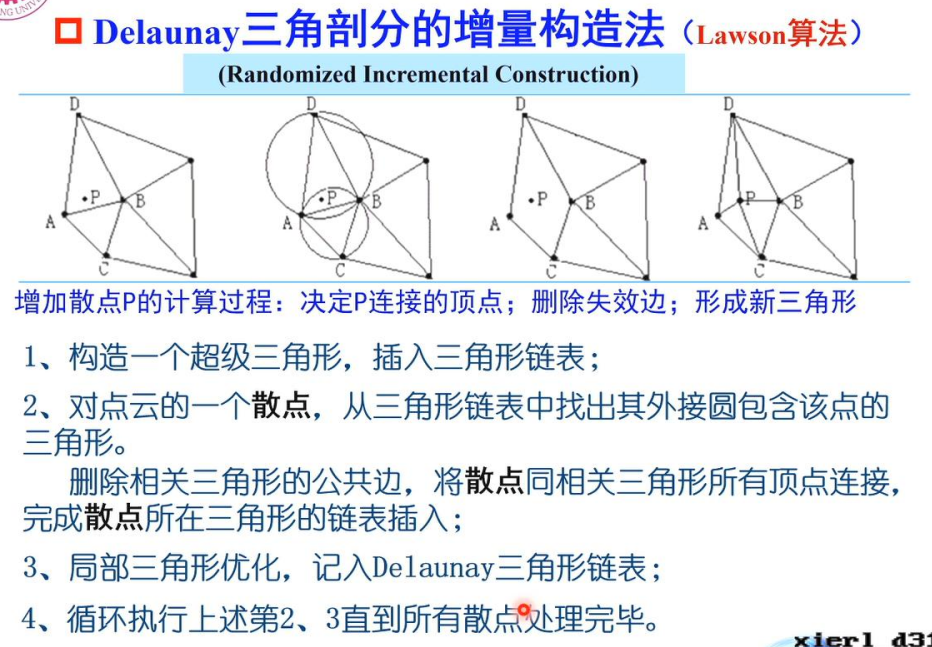 NG UNIV
Delaunay三角剖分的增量构造法（Lawson算法）
(Randomized Incremental Construction)
D
P
B
A
C
D
P
B
A
C
D
P
B
A
C
D
P
B
A
C
增加散点P的计算过程：决定P连接的顶点；删除失效边；形成新三角形
1、构造一个超级三角形，插入三角形链表；
2、对点云的一个散点，从三角形链表中找出其外接圆包含该点的
三角形。
删除相关三角形的公共边，将散点同相关三角形所有顶点连接，
完成散点所在三角形的链表插入；
3、局部三角形优化，记入Delaunay三角形链表；
4、循环执行上述第2、3直到所有散点处理完毕。
xierl d31